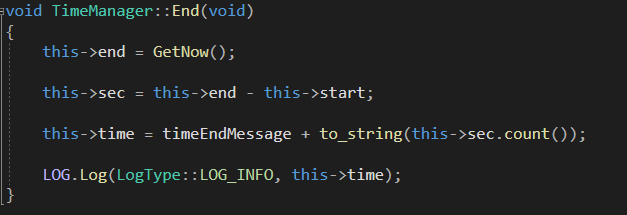 void TimeManager::End(void)
{
this->end = GetNow();
this->sec = this->end - this->start;
this->time = timeEndMessage + to_string(this->sec.count());
LOG.Log(LogType::LOG_INFO, this->time);
}